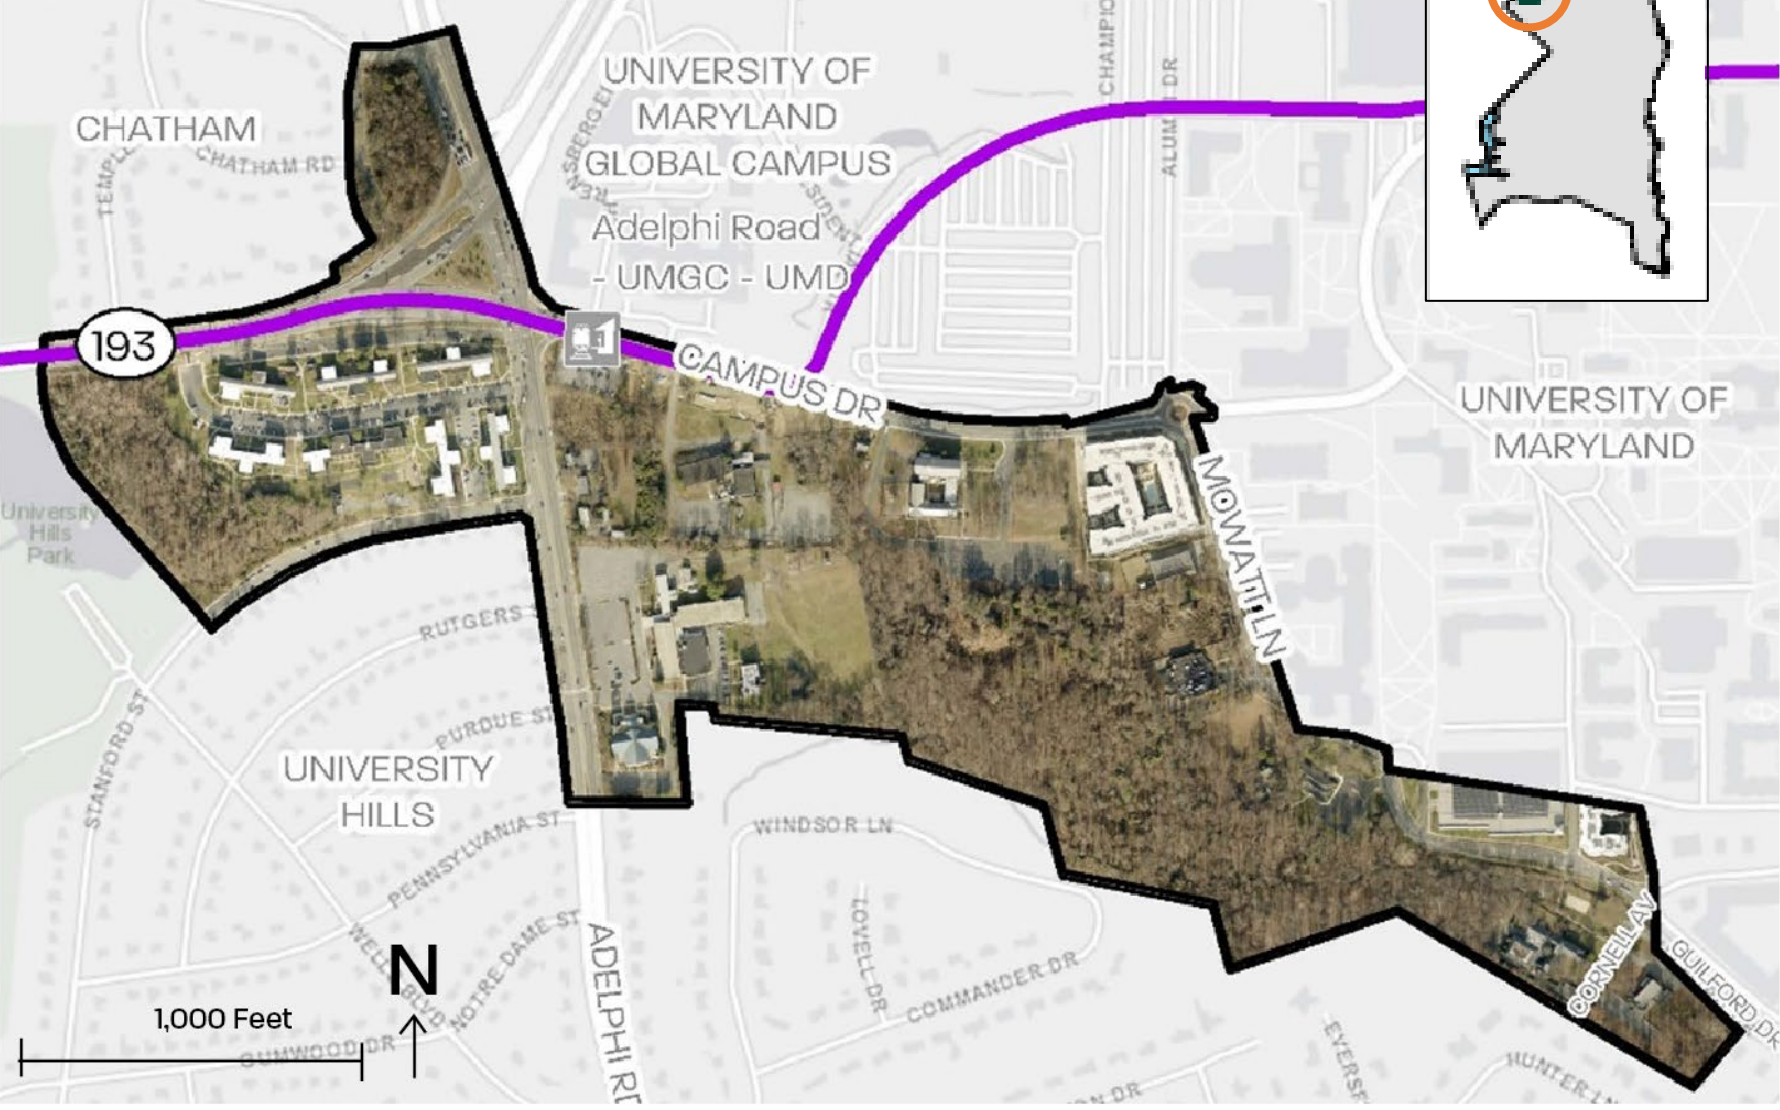 CHAMPIO
ALUMNI DR
UNIVERSITY OF
MARYLAND
GLOBAL CAMPUS
Adelphi Road
- UMGC - UMD
CHATHAM
CHATHAM RD
TEMPLE
193
CAMPUS DR
UNIVERSITY OF
MARYLAND
MOWATT LN
University
Hills
Park
RUTGERS
PURDUE ST
STANFORD ST
UNIVERSITY
HILLS
PENNSYLVANIA ST
WINDSOR LN
NOTRE-DAME ST
LOVELL DR
COMMANDER DR
ADELPHI RD
CORNELL AV
GUILFORD DR
N
1,000 Feet
GUMWOOD DR
HUNTER LN